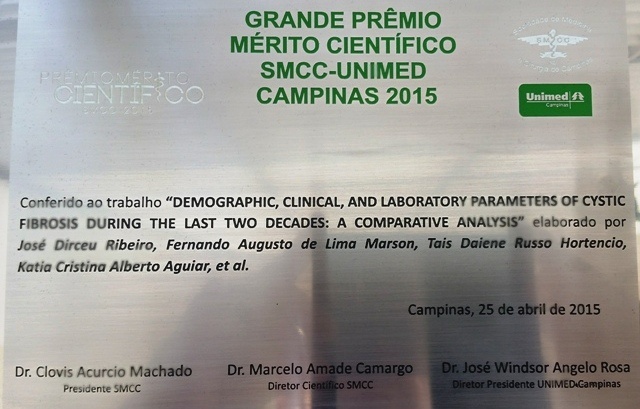 GRANDE PRÊMIO
MÉRITO CIENTÍFICO
SMCC-UNIMED
CAMPINAS 2015
PREMIO MERITO
CIENTÍFICO
Unimed
Campinas
Conferido ao trabalho “DEMOGRAPHIC, CLINICAL, AND LABORATORY PARAMETERS OF CYSTIC
FIBROSIS DURING THE LAST TWO DECADES: A COMPARATIVE ANALYSIS” elaborado por
José Dirceu Ribeiro, Fernando Augusto de Lima Marson, Tais Daiene Russo Hortencio,
Katia Cristina Alberto Aguiar, et al.
Campinas, 25 de abril de 2015
Dr. Clovis Acurcio Machado
Presidente SMCC
Dr. Marcelo Amade Camargo
Diretor Científico SMCC
Dr. José Windsor Angelo Rosa
Diretor Presidente UNIMED-Campinas